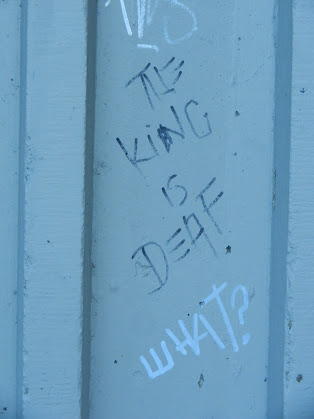 THE
KING
IS
DEAF
WHAT?